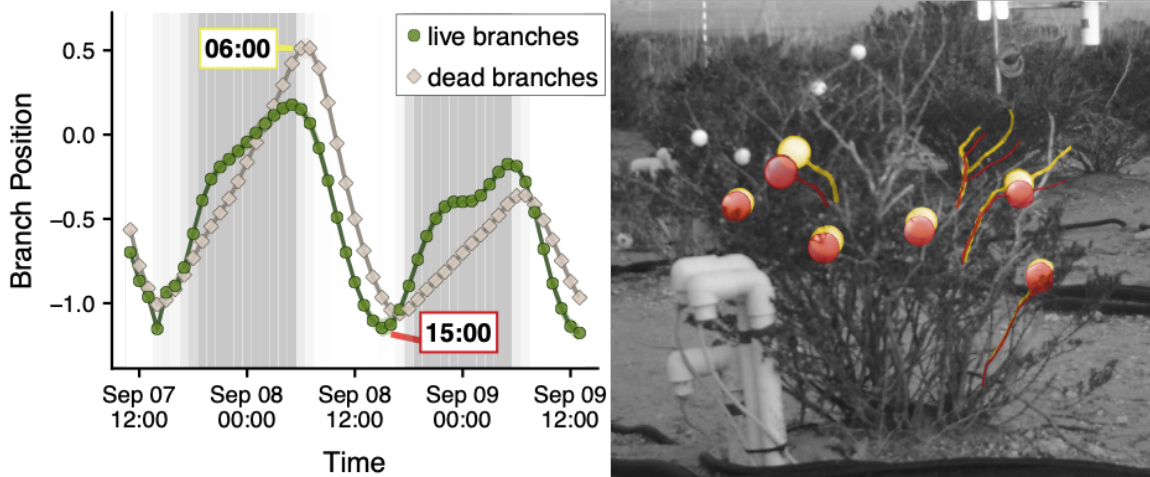 0.5
0.0
−0.5
−1.0
Branch Position
06:00
live branches
dead branches
15:00
Sep 07
12:00
Sep 08
00:00
Sep 08
12:00
Sep 09
00:00
Sep 09
12:00
Time